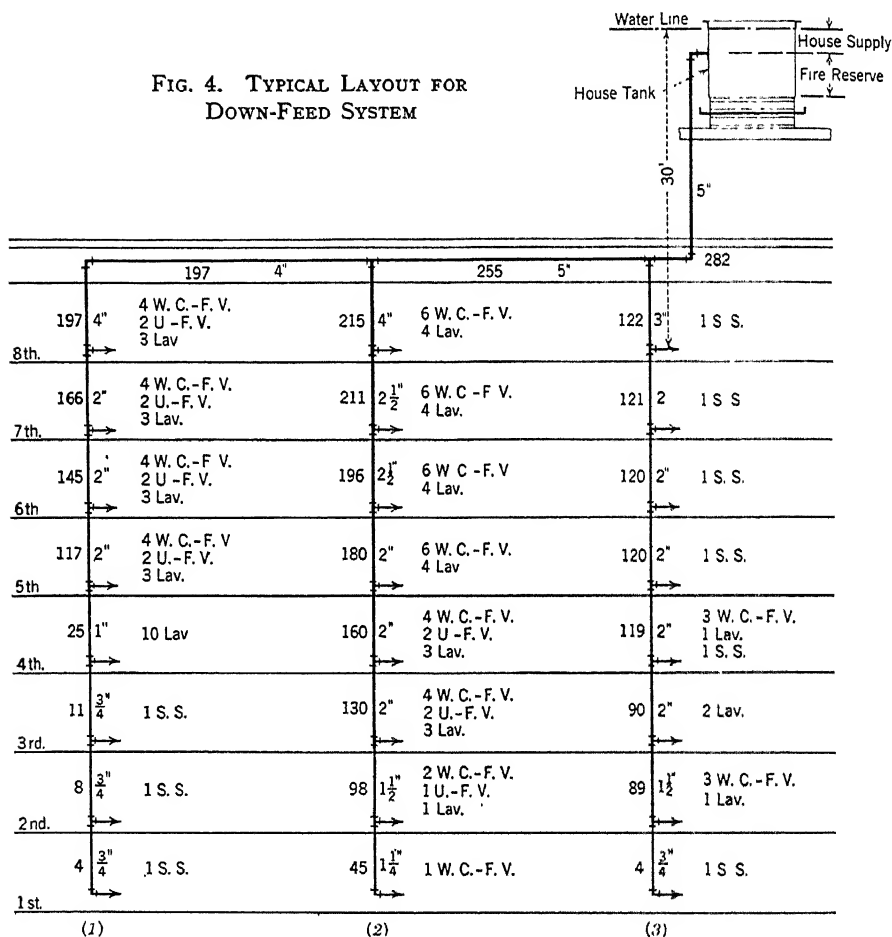 FIG. 4. TYPICAL LAYOUT FOR
DOWN-FEED SYSTEM
Water Line
House Supply
Fire Reserve
House Tank
30'
5"
197 4" 255 5" 282
197 4" 4 W. C.-F. V. 215 4" 6 W. C.-F. V. 122 3" 1 S S.
2 U-F. V. 4 Lav.
3 Lav
8th.
166 2" 4 W. C.-F. V. 211 2 1/2" 6 W. C-F V. 121 2 1 S S
2 U.-F. V. 4 Lav.
3 Lav.
7th.
145 2" 4 W. C.-F V. 196 2 1/2" 6 W C-F V 120 2" 1 S. S.
2 U-F. V. 4 Lav.
3 Lav.
6th
117 2" 4 W. C.-F. V 180 2" 6 W. C.-F. V. 120 2" 1 S. S.
2 U.-F. V. 4 Lav
3 Lav.
5th
25 1" 10 Lav 160 2" 4 W. C.-F. V. 119 2" 3 W. C.-F. V.
2 U-F. V. 1 Lav.
3 Lav. 1 S. S.
4th.
11 3/4" 1 S. S. 130 2" 4 W. C.-F. V. 90 2" 2 Lav.
2 U.-F. V.
3 Lav.
3rd.
8 3/4" 1 S. S. 98 1 1/2" 2 W. C.-F. V. 89 1 1/2" 3 W. C.-F. V.
1 U.-F. V. 1 Lav.
1 Lav.
2nd.
4 3/4" 1 S. S. 45 1 1/4" 1 W. C.-F. V. 4 3/4" 1 S S.
1st.
(1) (2) (3)